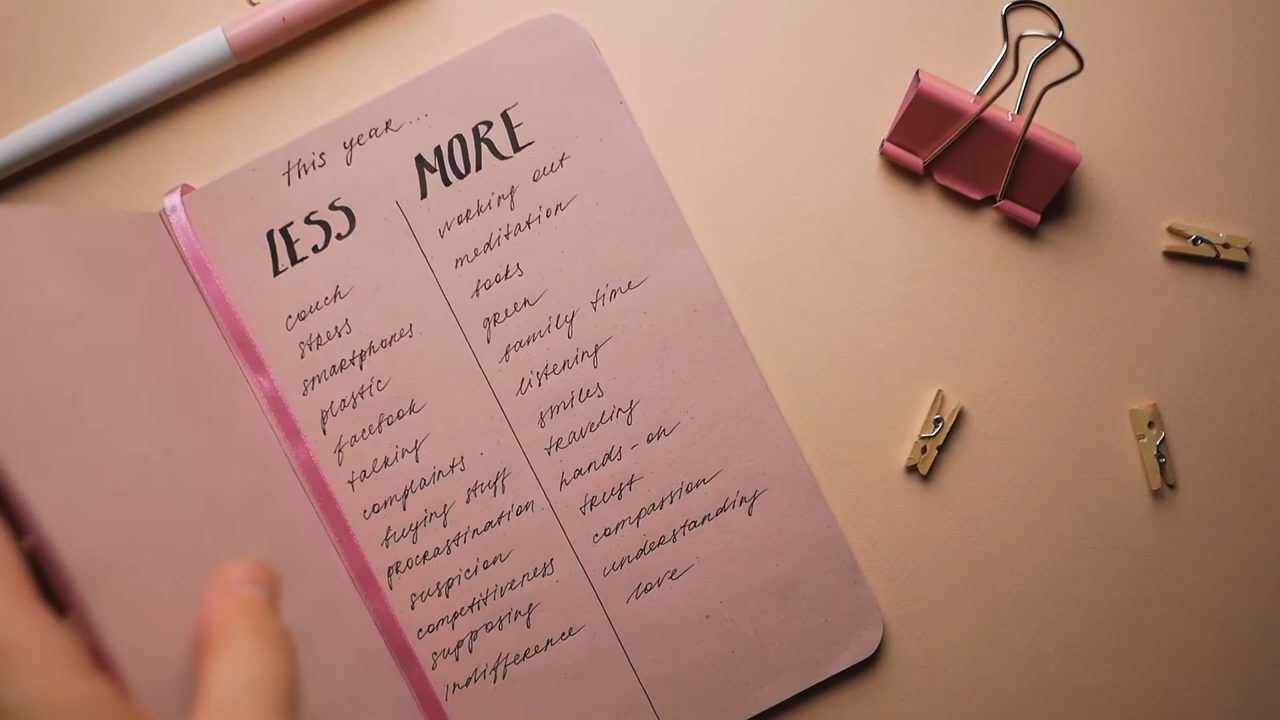 this year...
LESS
couch
stress
smartphones
plastic
facebook
talking
complaints
buying stuff
procrastination
suspicion
competitiveness
supposing
indifference
MORE
working out
meditation
books
green
family time
listening
smiles
traveling
hands-on
trust
compassion
understanding
love